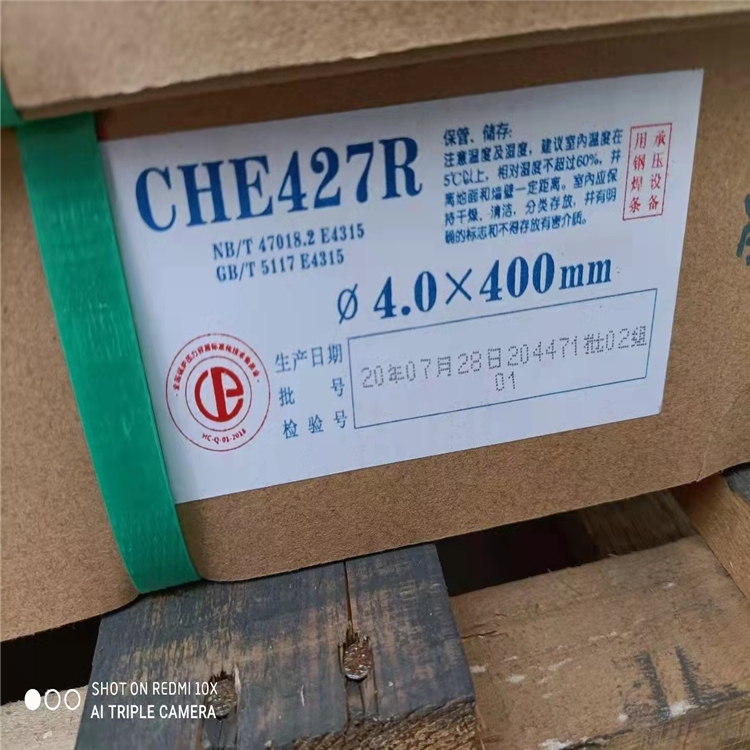 CHE427R
NB/T 47018.2 E4315
GB/T 5117 E4315
保管、储存:
注意温度及湿度，建议室内温度在
5℃以上，相对湿度不超过60%，并
离地面和墙壁一定距离。室内应保
持干燥、清洁，分类存放，并有明
确的标志和不得存放有害介质。
承压设备
用钢焊条
Ø 4.0×400mm
生产日期
批 号
检验号
20年07月28日204471批02组
01
HC-Q-01-2018
SHOT ON REDMI 10X
AI TRIPLE CAMERA